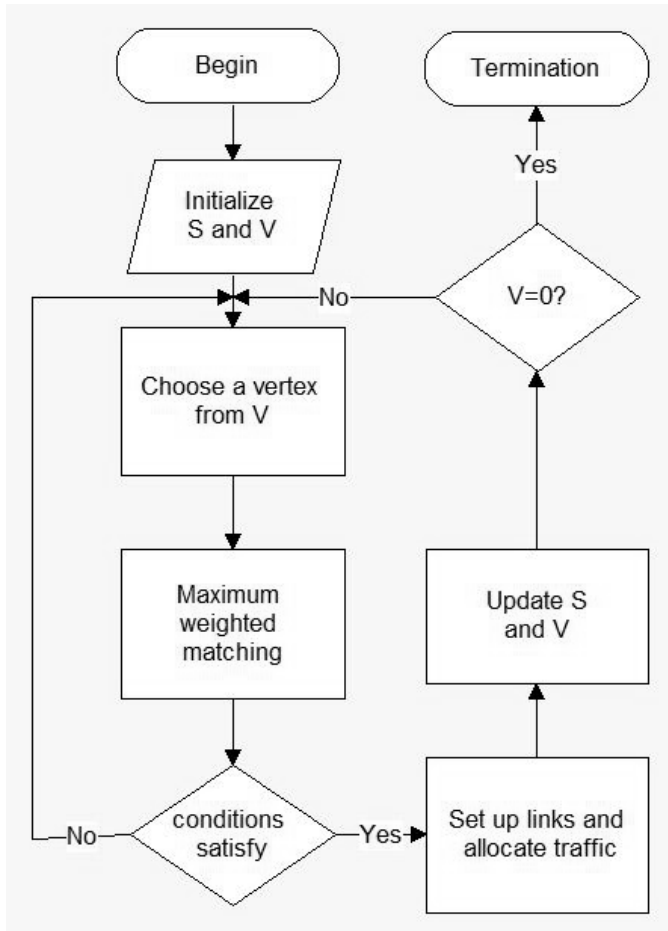 Begin
Termination
Yes
Initialize
S and V
No
V=0?
Choose a vertex
from V
Maximum
weighted
matching
Update S
and V
conditions
satisfy
No
Yes
Set up links and
allocate traffic